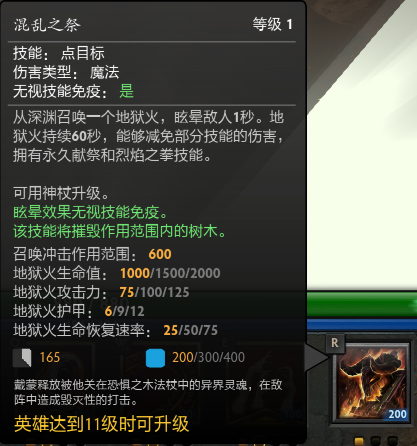 混乱之祭 等级 1
技能： 点目标
伤害类型： 魔法
无视技能免疫： 是
从深渊召唤一个地狱火，眩晕敌人1秒。地
狱火持续60秒，能够减免部分技能的伤害，
拥有永久献祭和烈焰之拳技能。
可用神杖升级。
眩晕效果无视技能免疫。
该技能将摧毁作用范围内的树木。
召唤冲击作用范围： 600
地狱火生命值： 1000/1500/2000
地狱火攻击力： 75/100/125
地狱火护甲： 6/9/12
地狱火生命恢复速率： 25/50/75
165 200/300/400
R
戴蒙释放被他关在恐惧之木法杖中的异界灵魂，在敌
阵中造成毁灭性的打击。
200
英雄达到11级时可升级